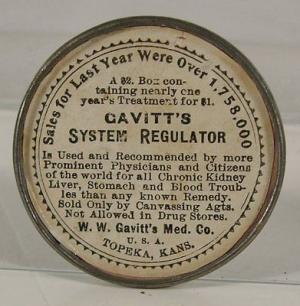 Sales for Last Year Were Over 1,758,000
A $2. Box con-
taining nearly one
year's Treatment for $1.
GAVITT'S
SYSTEM REGULATOR
Is Used and Recommended by more
Prominent Physicians and Citizens
of the world for all Chronic Kidney
Liver, Stomach and Blood Troub-
les than any known Remedy.
Sold Only by Canvassing Agts.
Not Allowed in Drug Stores.
W. W. Gavitt's Med. Co.
U. S. A.
TOPEKA, KANS.